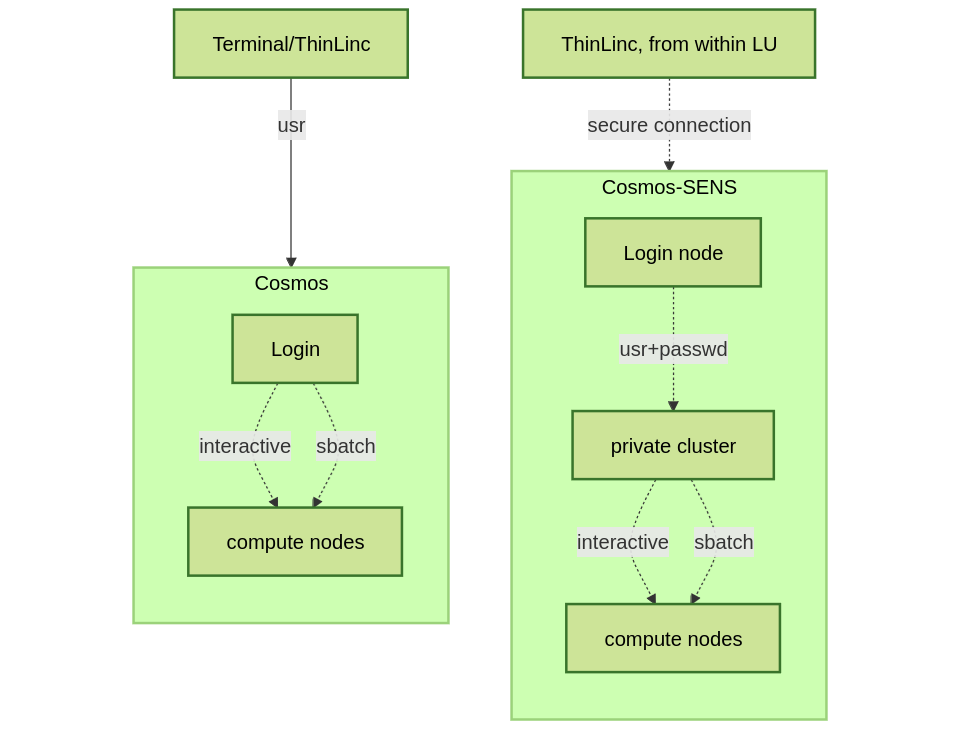 Terminal/ThinLinc
usr
Cosmos
Login
interactive
sbatch
compute nodes
ThinLinc, from within LU
secure connection
Cosmos-SENS
Login node
usr+passwd
private cluster
interactive
sbatch
compute nodes